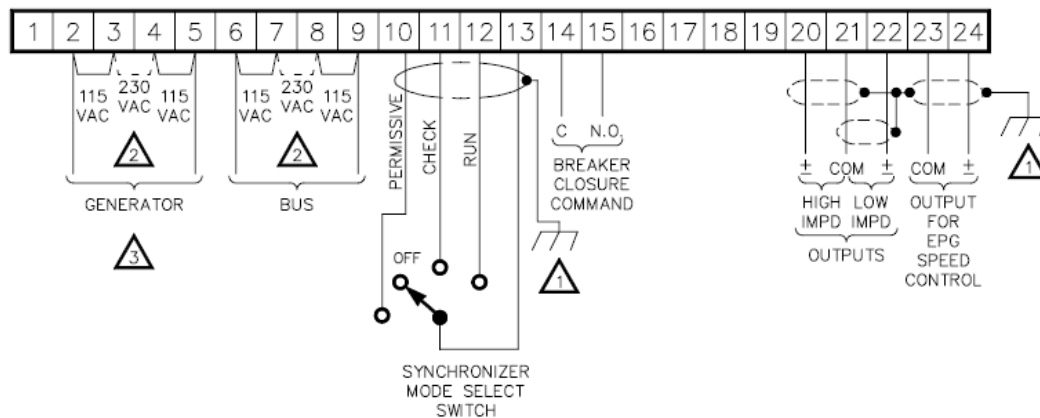 1 2 3 4 5 6 7 8 9 10 11 12 13 14 15 16 17 18 19 20 21 22 23 24
115 VAC
230 VAC
115 VAC
2
GENERATOR
3
115 VAC
230 VAC
115 VAC
2
BUS
PERMISSIVE
CHECK
RUN
OFF
SYNCHRONIZER
MODE SELECT
SWITCH
1
C N.O.
BREAKER
CLOSURE
COMMAND
± COM ±
HIGH IMPD
LOW IMPD
OUTPUTS
COM ±
OUTPUT
FOR
EPG
SPEED
CONTROL
1